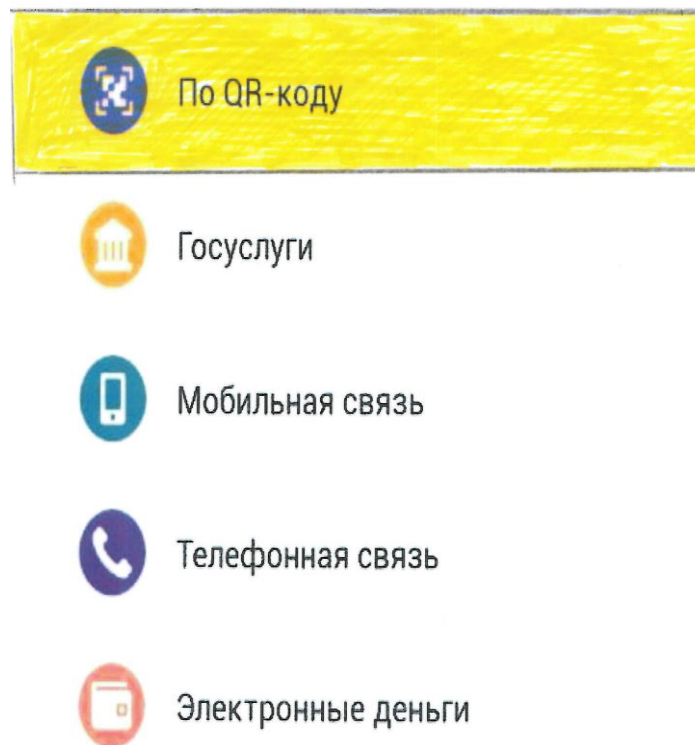 По QR-коду
Госуслуги
Мобильная связь
Телефонная связь
Электронные деньги